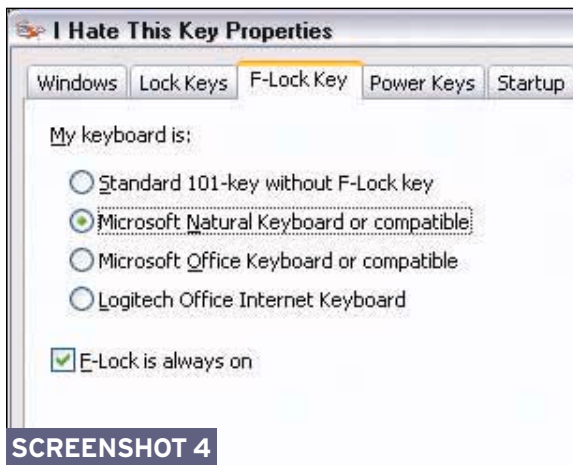 I Hate This Key Properties
Windows Lock Keys F-Lock Key Power Keys Startup
My keyboard is:
Standard 101-key without F-Lock key
Microsoft Natural Keyboard or compatible
Microsoft Office Keyboard or compatible
Logitech Office Internet Keyboard
F-Lock is always on
SCREENSHOT 4